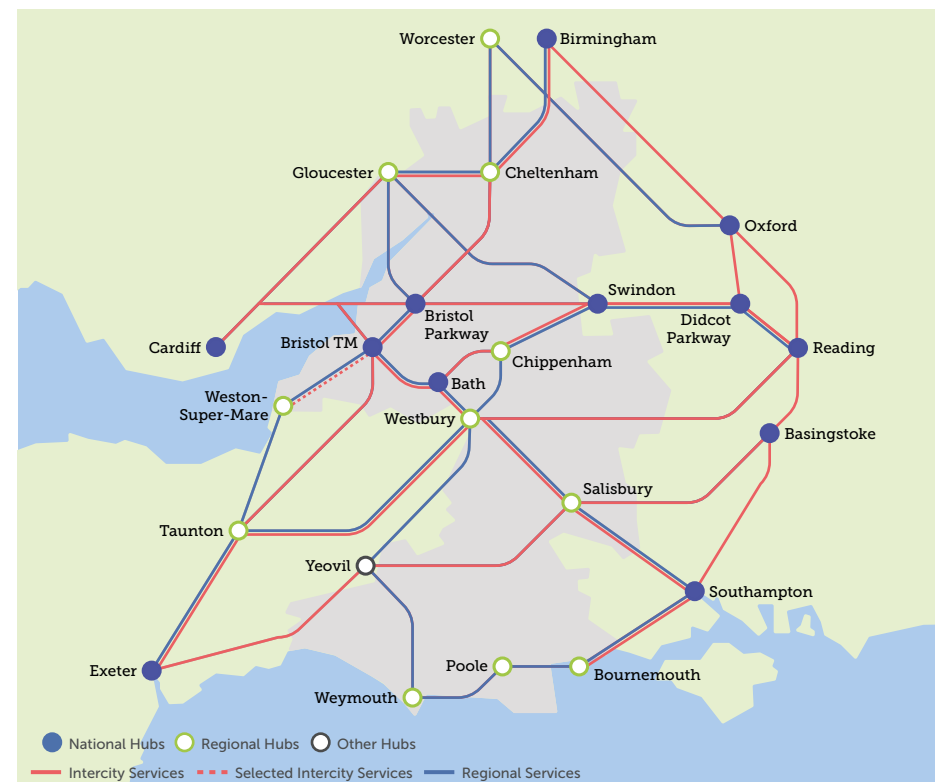 Worcester
Birmingham
Gloucester
Cheltenham
Oxford
Swindon
Bristol
Parkway
Didcot
Parkway
Cardiff
Bristol TM
Chippenham
Reading
Bath
Weston-
Super-Mare
Westbury
Basingstoke
Salisbury
Taunton
Yeovil
Southampton
Exeter
Poole
Bournemouth
Weymouth
National Hubs
Regional Hubs
Other Hubs
Intercity Services
Selected Intercity Services
Regional Services